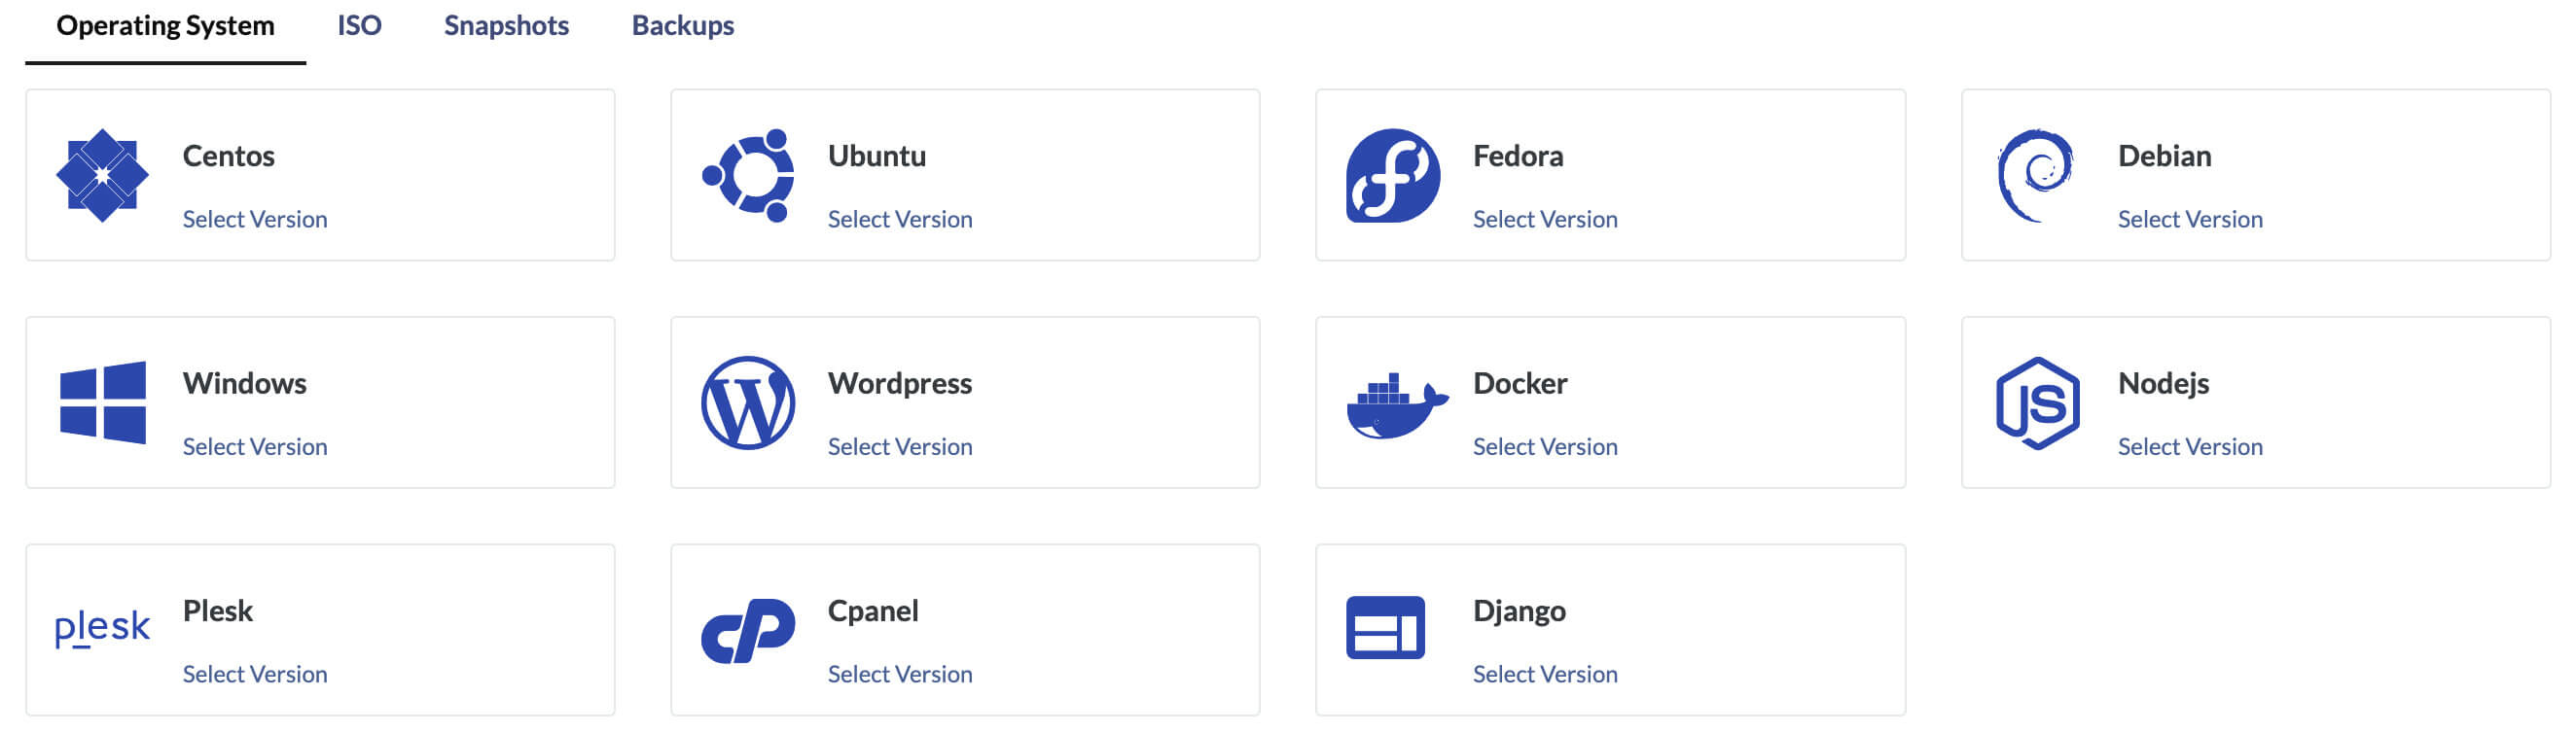 Operating System ISO Snapshots Backups
Centos Ubuntu Fedora Debian
Select Version Select Version Select Version Select Version
Windows Wordpress Docker Nodejs
Select Version Select Version Select Version Select Version
plesk Plesk Cpanel Django
Select Version Select Version Select Version